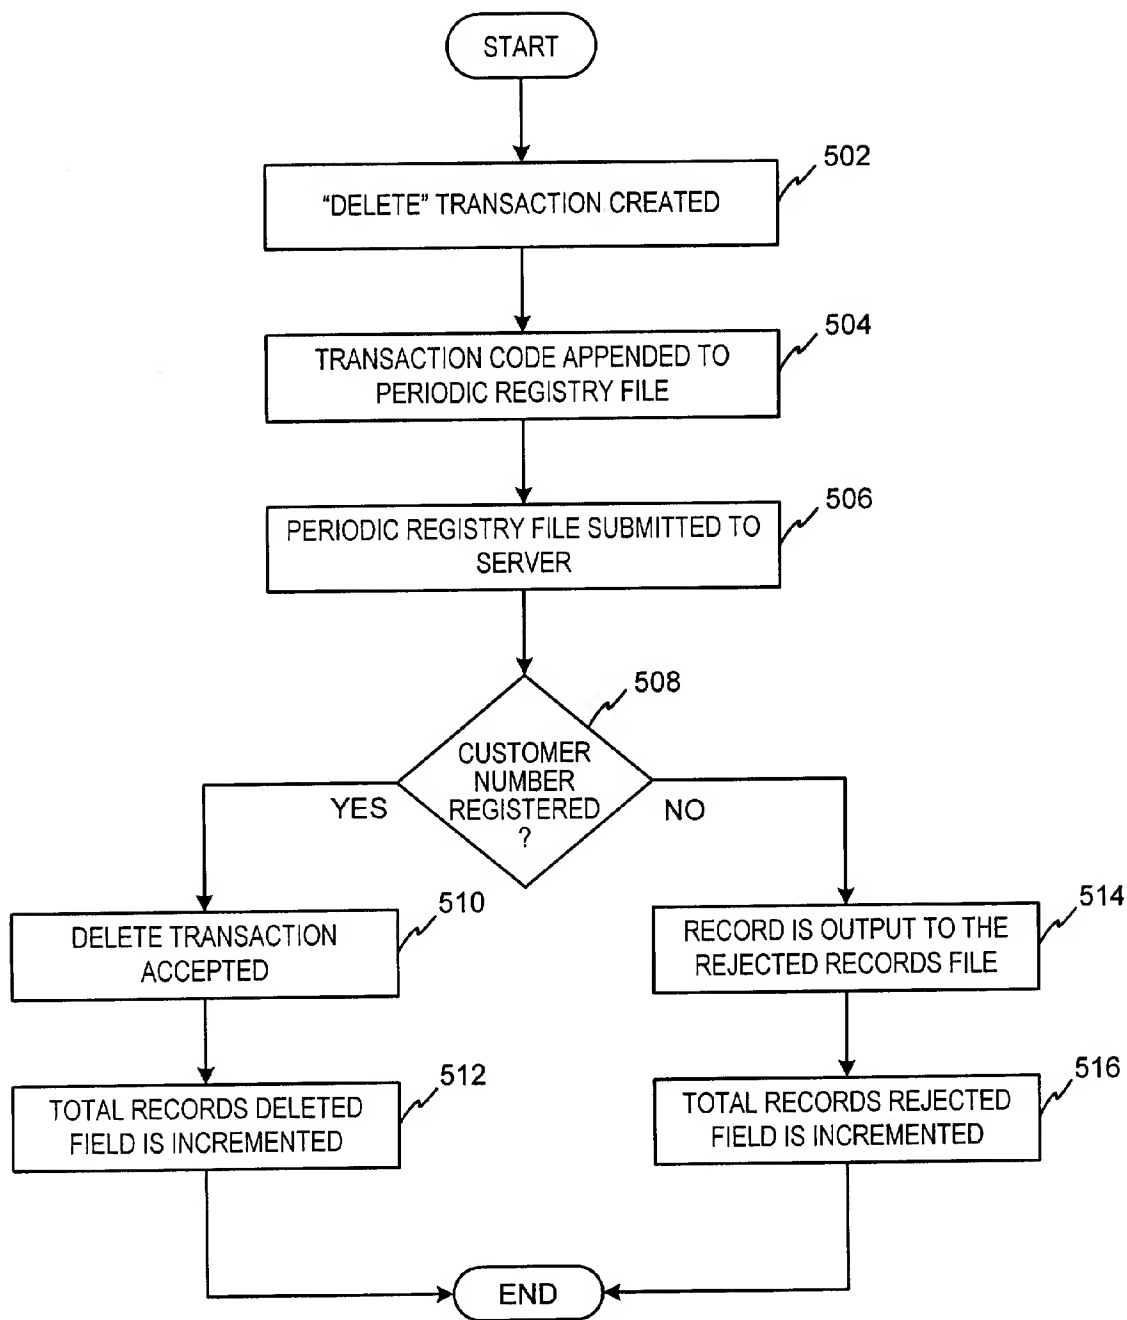 START
502
"DELETE" TRANSACTION CREATED
504
TRANSACTION CODE APPENDED TO
PERIODIC REGISTRY FILE
506
PERIODIC REGISTRY FILE SUBMITTED TO
SERVER
508
CUSTOMER
NUMBER
REGISTERED
?
YES
NO
510
DELETE TRANSACTION
ACCEPTED
514
RECORD IS OUTPUT TO THE
REJECTED RECORDS FILE
512
TOTAL RECORDS DELETED
FIELD IS INCREMENTED
516
TOTAL RECORDS REJECTED
FIELD IS INCREMENTED
END